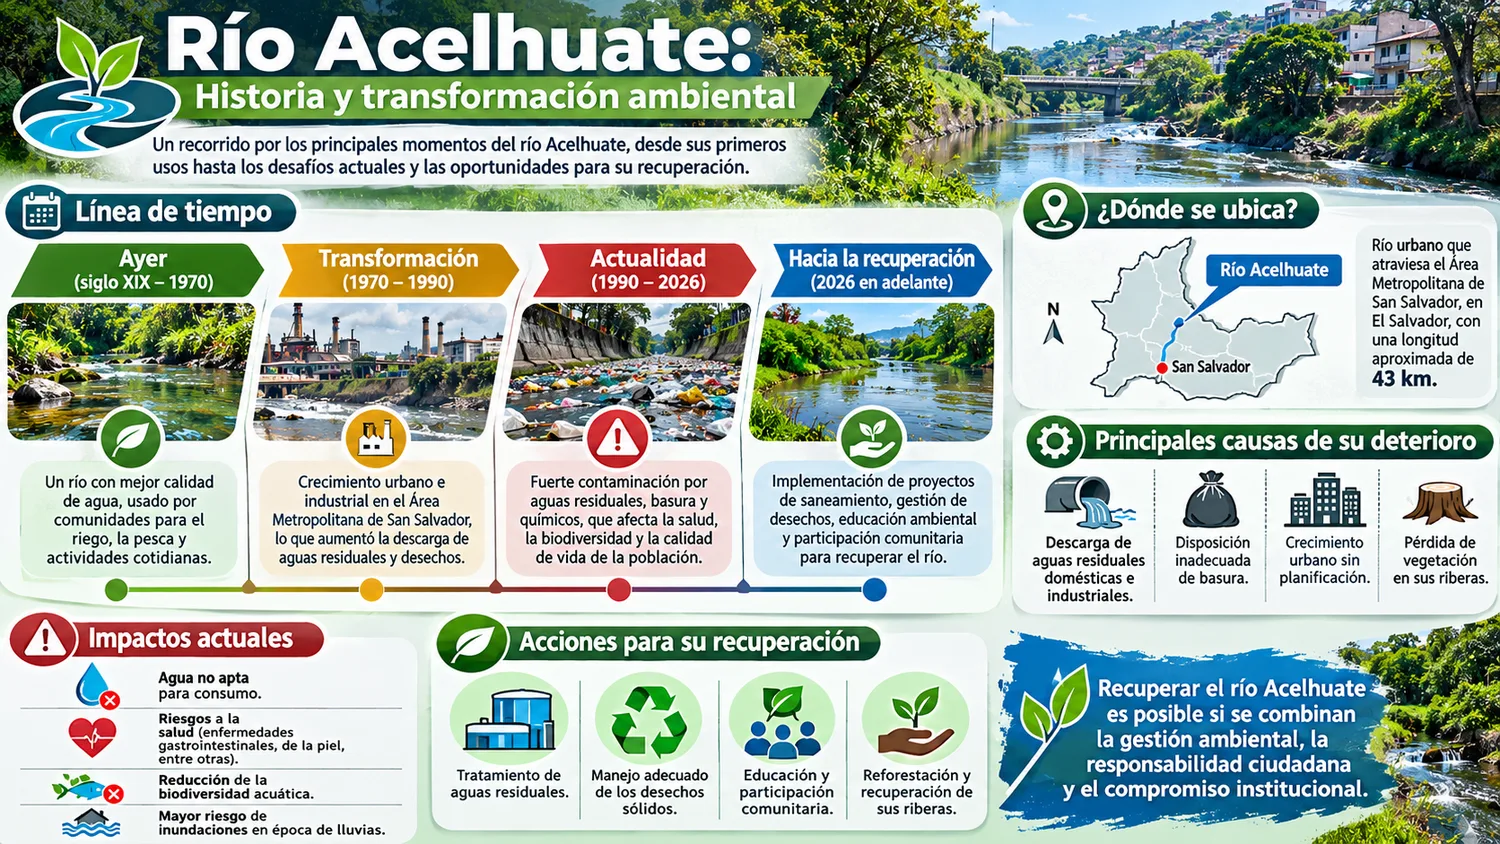 Río Acelhuate:
Historia y transformación ambiental
Un recorrido por los principales momentos del río Acelhuate, desde sus primeros
usos hasta los desafíos actuales y las oportunidades para su recuperación.
Línea de tiempo
Ayer
(siglo XIX – 1970)
Un río con mejor calidad
de agua, usado por
comunidades para el
riego, la pesca y
actividades cotidianas.
Transformación
(1970 – 1990)
Crecimiento urbano e
industrial en el Área
Metropolitana de San Salvador,
lo que aumentó la descarga de
aguas residuales y desechos.
Actualidad
(1990 – 2026)
Fuerte contaminación por
aguas residuales, basura y
químicos, que afecta la salud,
la biodiversidad y la calidad
de vida de la población.
Hacia la recuperación
(2026 en adelante)
Implementación de proyectos
de saneamiento, gestión de
desechos, educación ambiental
y participación comunitaria
para recuperar el río.
¿Dónde se ubica?
N
Río Acelhuate
San Salvador
Río urbano que
atraviesa el Área
Metropolitana de
San Salvador, en
El Salvador, con
una longitud
aproximada de
43 km.
Principales causas de su deterioro
Descarga de
aguas residuales
domésticas e
industriales.
Disposición
inadecuada
de basura.
Crecimiento
urbano sin
planificación.
Pérdida de
vegetación
en sus riberas.
Impactos actuales
Agua no apta
para consumo.
Riesgos a la
salud (enfermedades
gastrointestinales, de la piel,
entre otras).
Reducción de la
biodiversidad acuática.
Mayor riesgo de
inundaciones en época de lluvias.
Acciones para su recuperación
Tratamiento de
aguas residuales.
Manejo adecuado
de los desechos
sólidos.
Educación y
participación
comunitaria.
Reforestación y
recuperación de
sus riberas.
Recuperar el río Acelhuate
es posible si se combinan
la gestión ambiental, la
responsabilidad ciudadana
y el compromiso institucional.